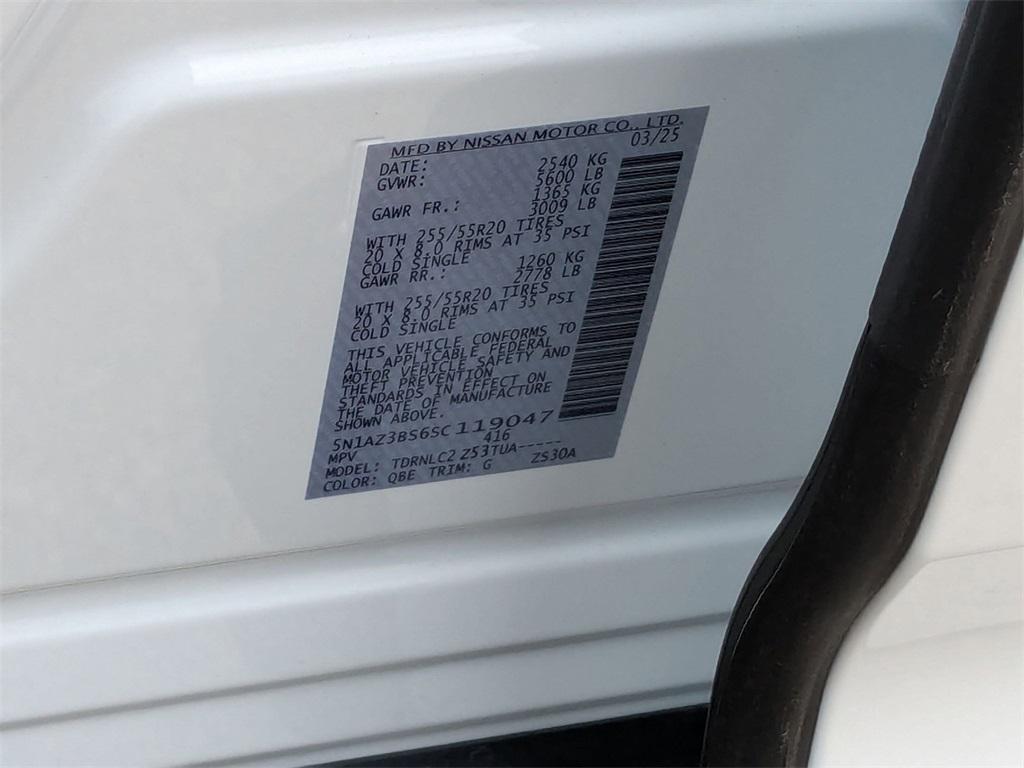 MFD BY NISSAN MOTOR CO., LTD.
DATE: 03/25
GVWR: 2540 KG
5600 LB
GAWR FR.: 1365 KG
3009 LB
WITH 255/55R20 TIRES
20 X 8.0 RIMS AT 35 PSI
COLD SINGLE
GAWR RR.: 1260 KG
2778 LB
WITH 255/55R20 TIRES
20 X 8.0 RIMS AT 35 PSI
COLD SINGLE
THIS VEHICLE CONFORMS TO
ALL APPLICABLE FEDERAL
MOTOR VEHICLE SAFETY AND
THEFT PREVENTION
STANDARDS IN EFFECT ON
THE DATE OF MANUFACTURE
SHOWN ABOVE.
5N1AZ3BS6SC119047
MPV 416
MODEL: TDRNLC2 Z53TUA-----
COLOR: QBE TRIM: G ZS30A